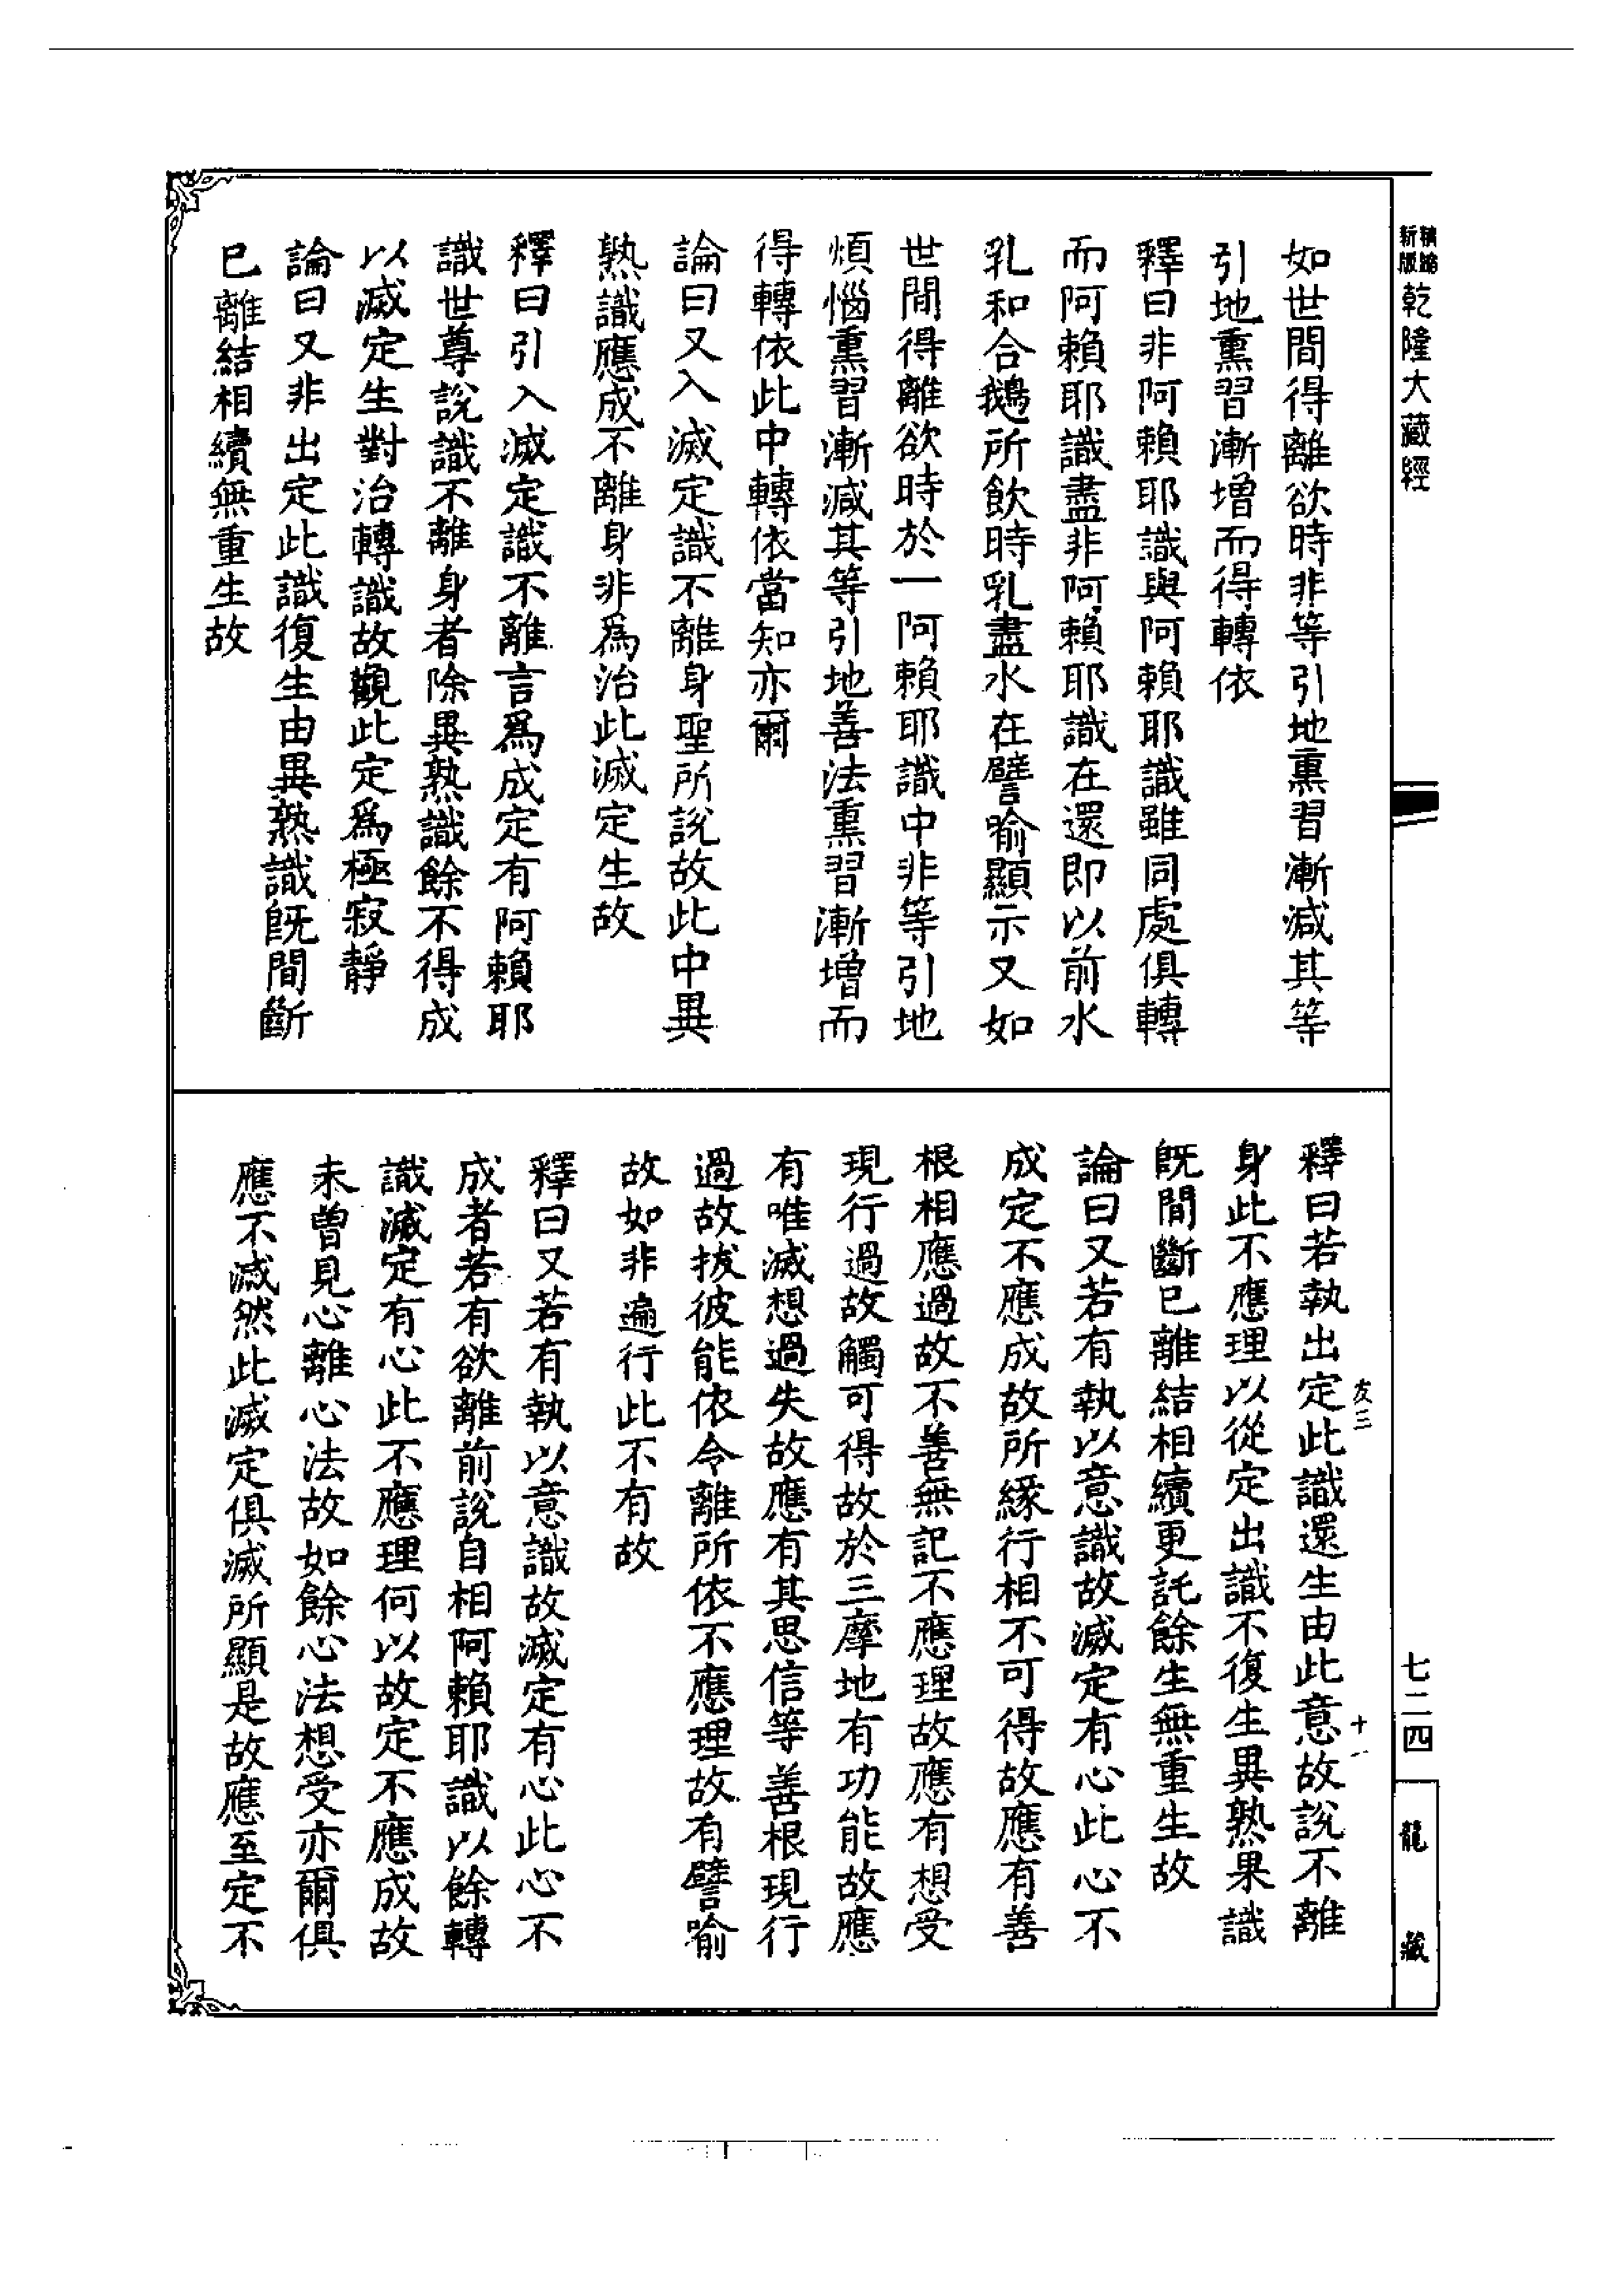 新版
精縮
乾隆大藏經
如世間得離欲時非等引地熏習漸減其等
引地熏習漸增而得轉依
釋曰非阿賴耶識與阿賴耶識雖同處俱轉
而阿賴耶識盡非阿賴耶識在還即以前水
乳和合鵝所飲時乳盡水在譬喻顯示又如
世間得離欲時於一阿賴耶識中非等引地
煩惱熏習漸減其等引地善法熏習漸增而
得轉依此中轉依當知亦爾
論曰又入滅定識不離身聖所說故此中異
熟識應成不離身非爲治此滅定生故
釋曰引入滅定識不離言爲成定有阿賴耶
識世尊說識不離身者除異熟識餘不得成
以滅定生對治轉識故觀此定爲極寂靜
論曰又非出定此識復生由異熟識旣間斷
已離結相續無重生故
釋曰若執出定此識還生由此意故說不離
身此不應理以從定出識不復生異熟果識
旣間斷已離結相續更託餘生無重生故
論曰又若有執以意識故滅定有心此心不
成定不應成故所緣行相不可得故應有善
根相應過故不善無記不應理故應有想受
現行過故觸可得故於三摩地有功能故應
有唯滅想過失故應有其思信等善根現行
過故拔彼能依令離所依不應理故有譬喻
故如非遍行此不有故
釋曰又若有執以意識故滅定有心此心不
成者若有欲離前說自相阿賴耶識以餘轉
識滅定有心此不應理何以故定不應成故
未曾見心離心法故如餘心法想受亦爾俱
應不滅然此滅定俱滅所顯是故應至定不
友三
十一
七二四
龍藏